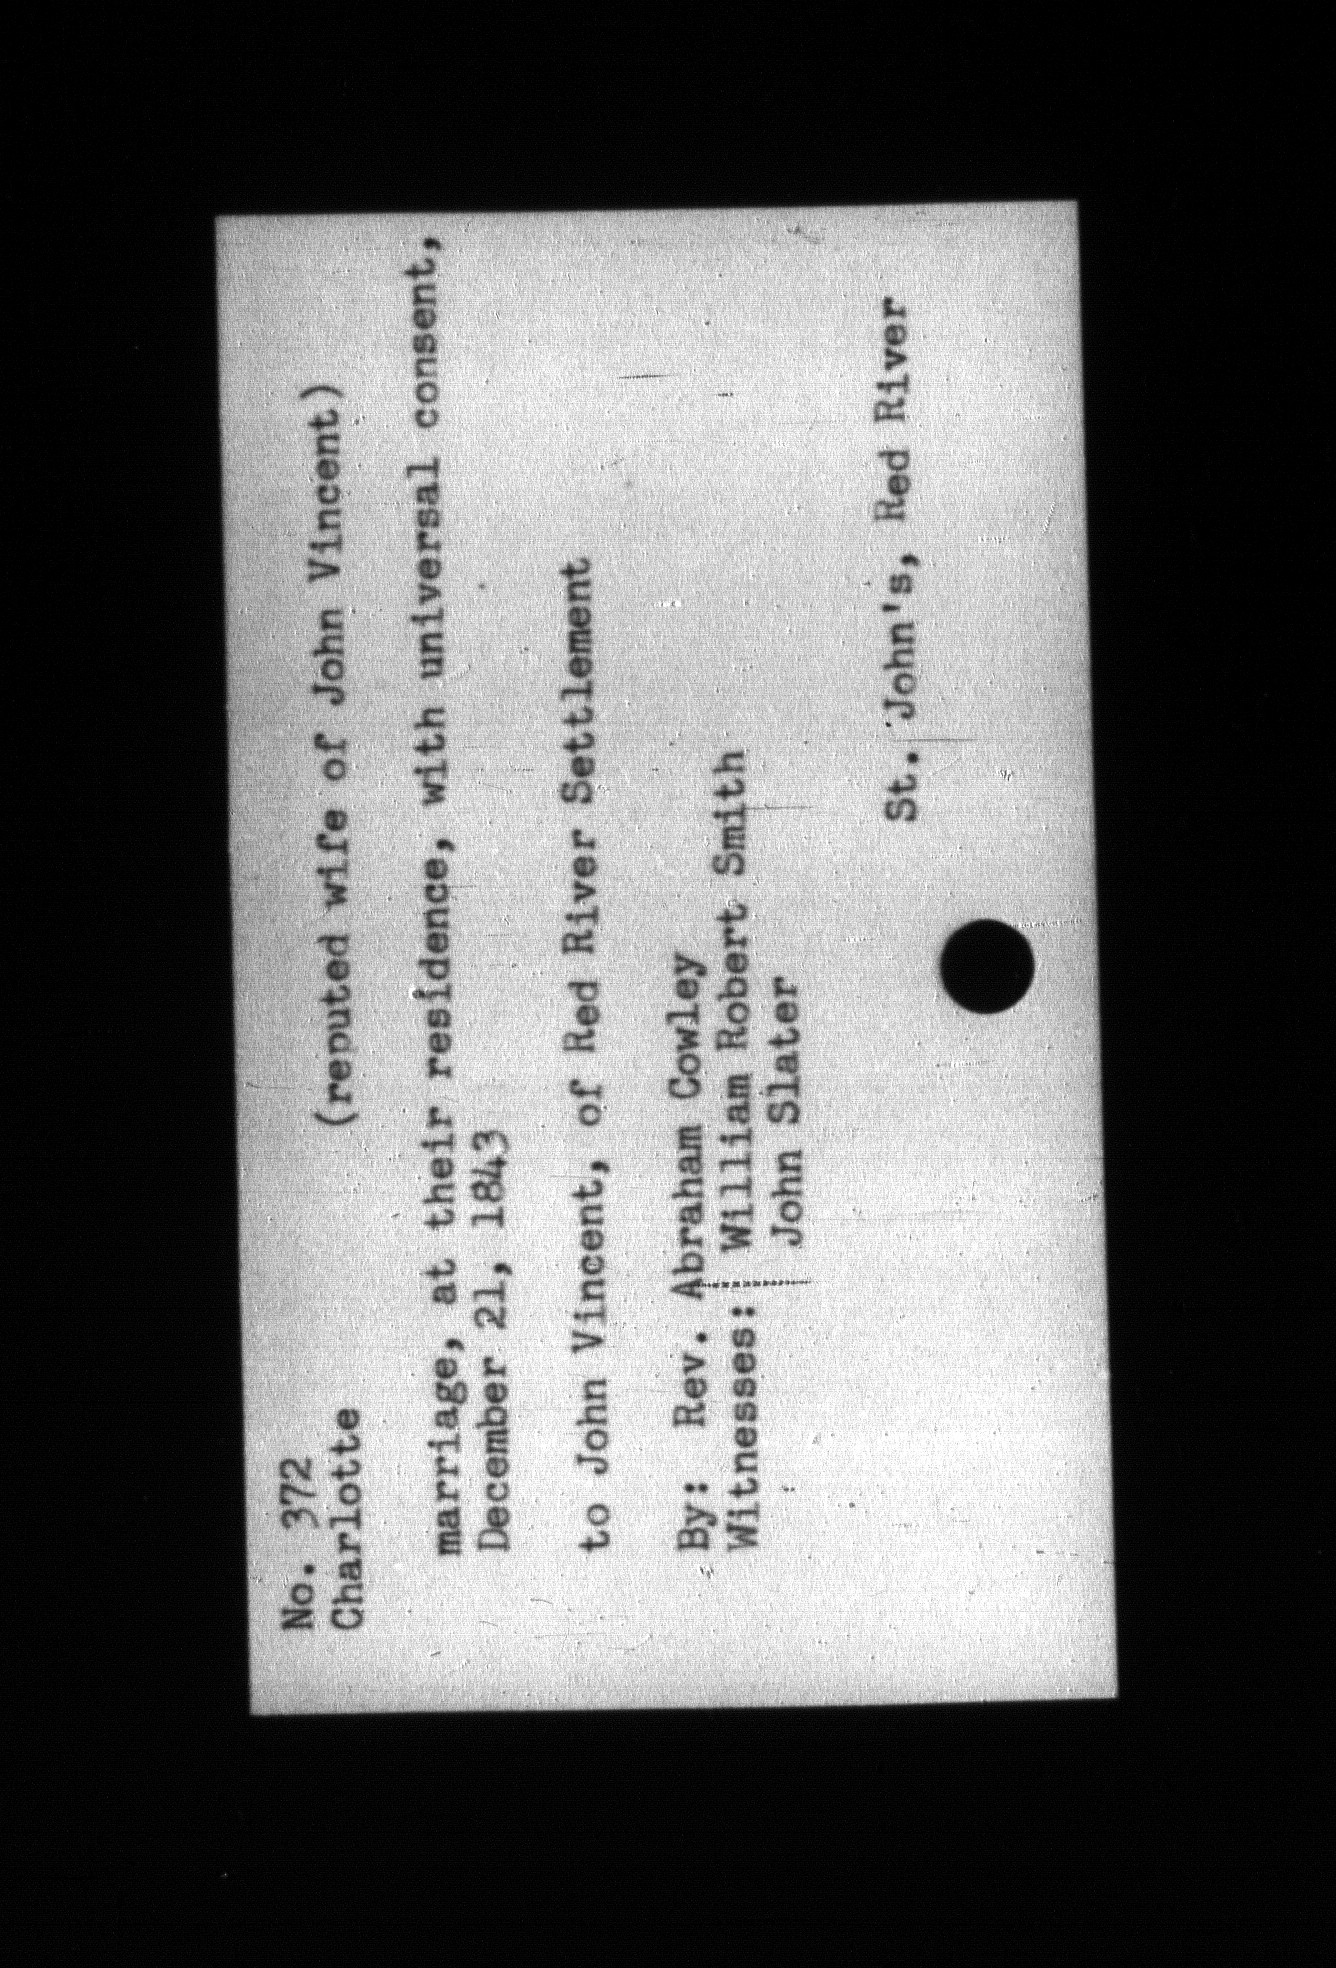 No. 372
Charlotte (reputed wife of John Vincent)
marriage, at their residence, with universal consent,
December 21, 1843
to John Vincent, of Red River Settlement
By: Rev. Abraham Cowley
Witnesses: William Robert Smith
John Slater
St. John's, Red River